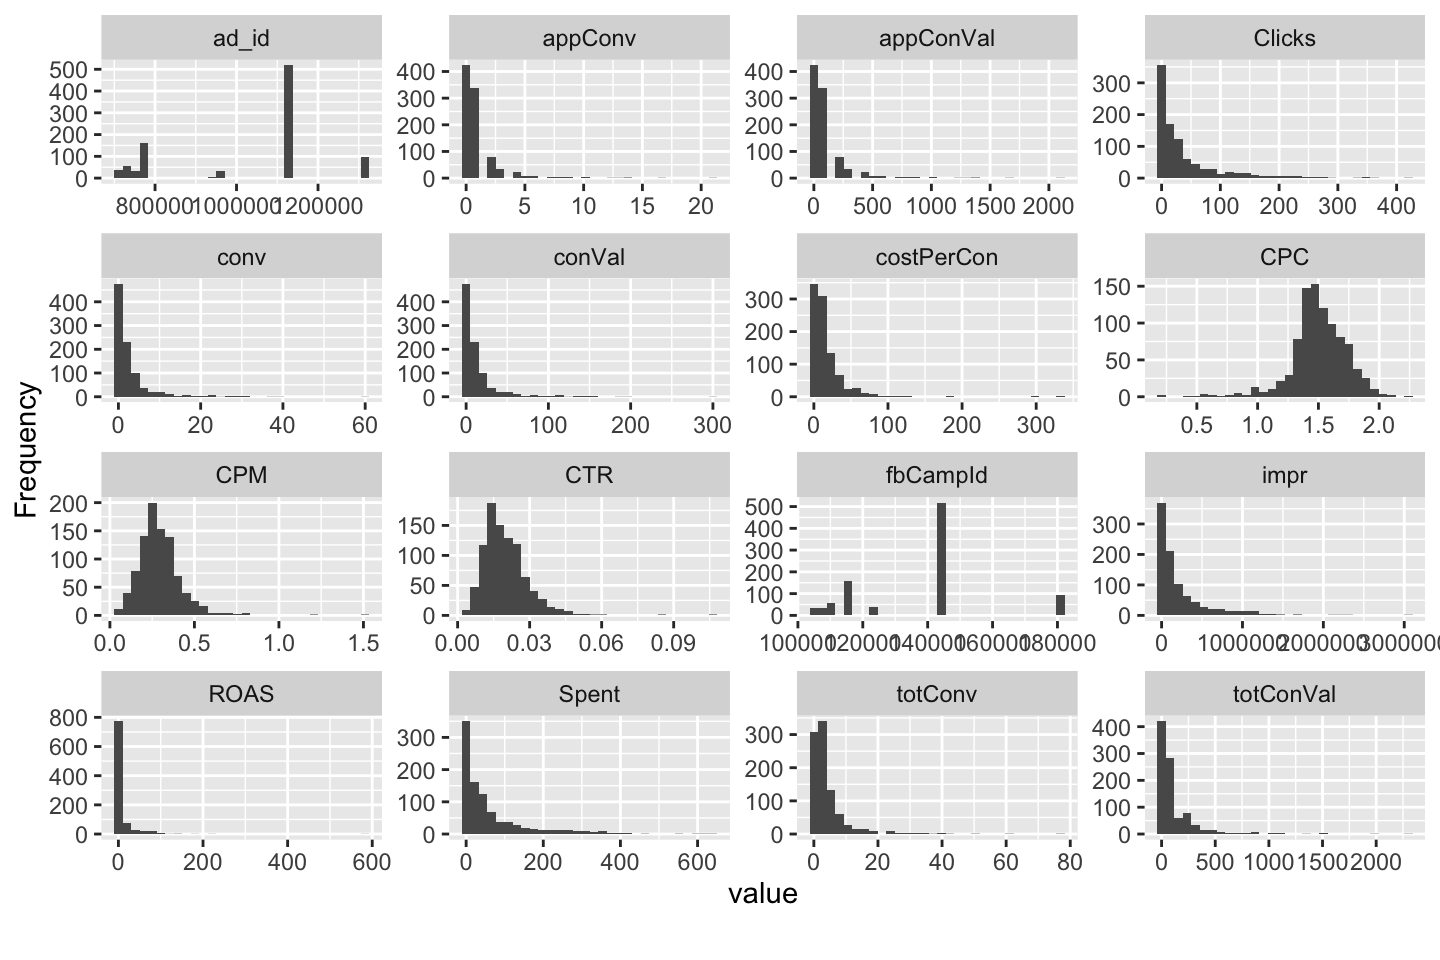 ad_id appConv appConVal Clicks
500 400 300 200 100 0
400 300 200 100 0
400 300 200 100 0
300 200 100 0
800000 1000000 1200000
0 5 10 15 20
0 500 1000 1500 2000
0 100 200 300 400
conv conVal costPerCon CPC
400 300 200 100 0
400 300 200 100 0
300 200 100 0
150 100 50 0
0 20 40 60
0 100 200 300
0 100 200 300
0.5 1.0 1.5 2.0
Frequency
CPM CTR fbCampId impr
200 150 100 50 0
150 100 50 0
500 400 300 200 100 0
300 200 100 0
0.0 0.5 1.0 1.5
0.00 0.03 0.06 0.09
100000 120000 140000 160000 180000
0 1000000 2000000 3000000
ROAS Spent totConv totConVal
800 600 400 200 0
300 200 100 0
300 200 100 0
400 300 200 100 0
0 200 400 600
0 200 400 600
0 20 40 60 80
0 500 1000 1500 2000
value